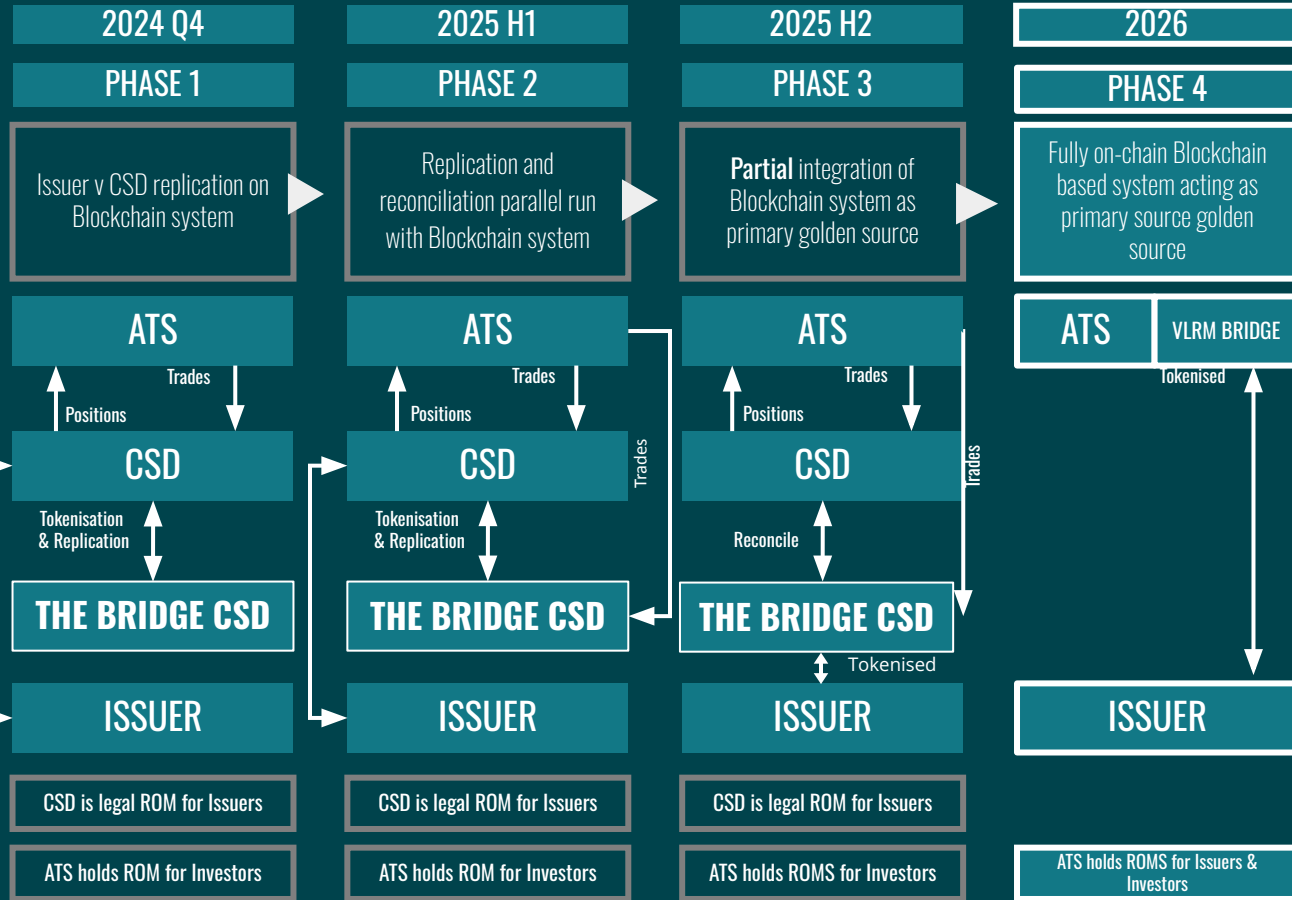 2024 Q4
2025 H1
2025 H2
2026
PHASE 1
PHASE 2
PHASE 3
PHASE 4
Issuer v CSD replication on
Blockchain system
Replication and
reconciliation parallel run
with Blockchain system
Partial integration of
Blockchain system as
primary golden source
Fully on-chain Blockchain
based system acting as
primary source golden
source
ATS
ATS
ATS
ATS
VLRM BRIDGE
Trades
Positions
Trades
Positions
Trades
Positions
Tokenised
CSD
CSD
CSD
Trades
Trades
Tokenisation
& Replication
Tokenisation
& Replication
Reconcile
THE BRIDGE CSD
THE BRIDGE CSD
THE BRIDGE CSD
Tokenised
ISSUER
ISSUER
ISSUER
ISSUER
CSD is legal ROM for Issuers
CSD is legal ROM for Issuers
CSD is legal ROM for Issuers
ATS holds ROM for Investors
ATS holds ROM for Investors
ATS holds ROMS for Investors
ATS holds ROMS for Issuers &
Investors